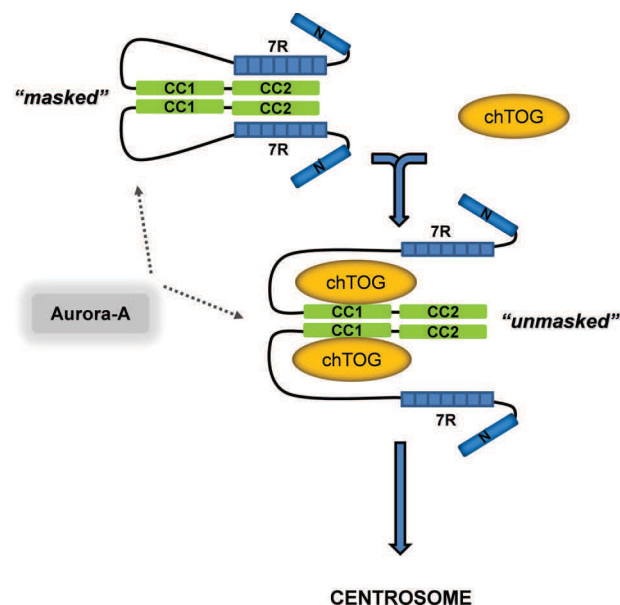 N
7R
"masked"
CC1 CC2
CC1 CC2
7R
N
chTOG
N
7R
chTOG
Aurora-A
CC1 CC2
CC1 CC2
"unmasked"
chTOG
7R
N
CENTROSOME